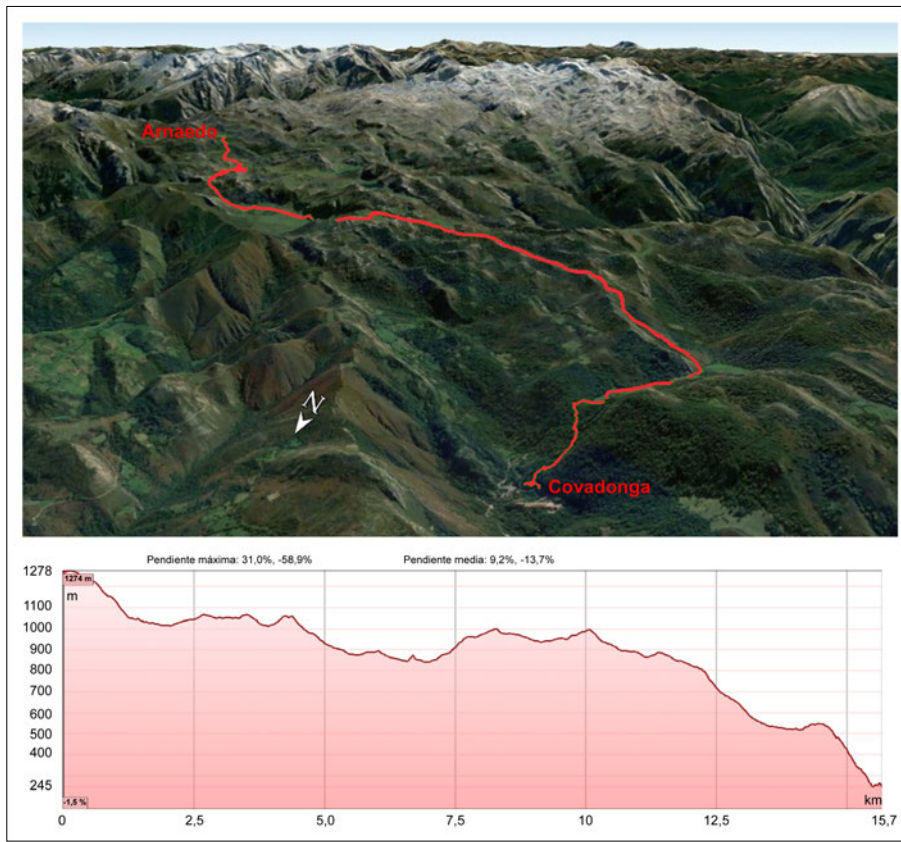 Arnaedo
N
Covadonga
Pendiente máxima: 31,0%, -58,9% Pendiente media: 9,2%, -13,7%
1278
1274 m
m
1100
1000
900
800
700
600
500
400
245
-1,5 %
km
0 2,5 5,0 7,5 10 12,5 15,7